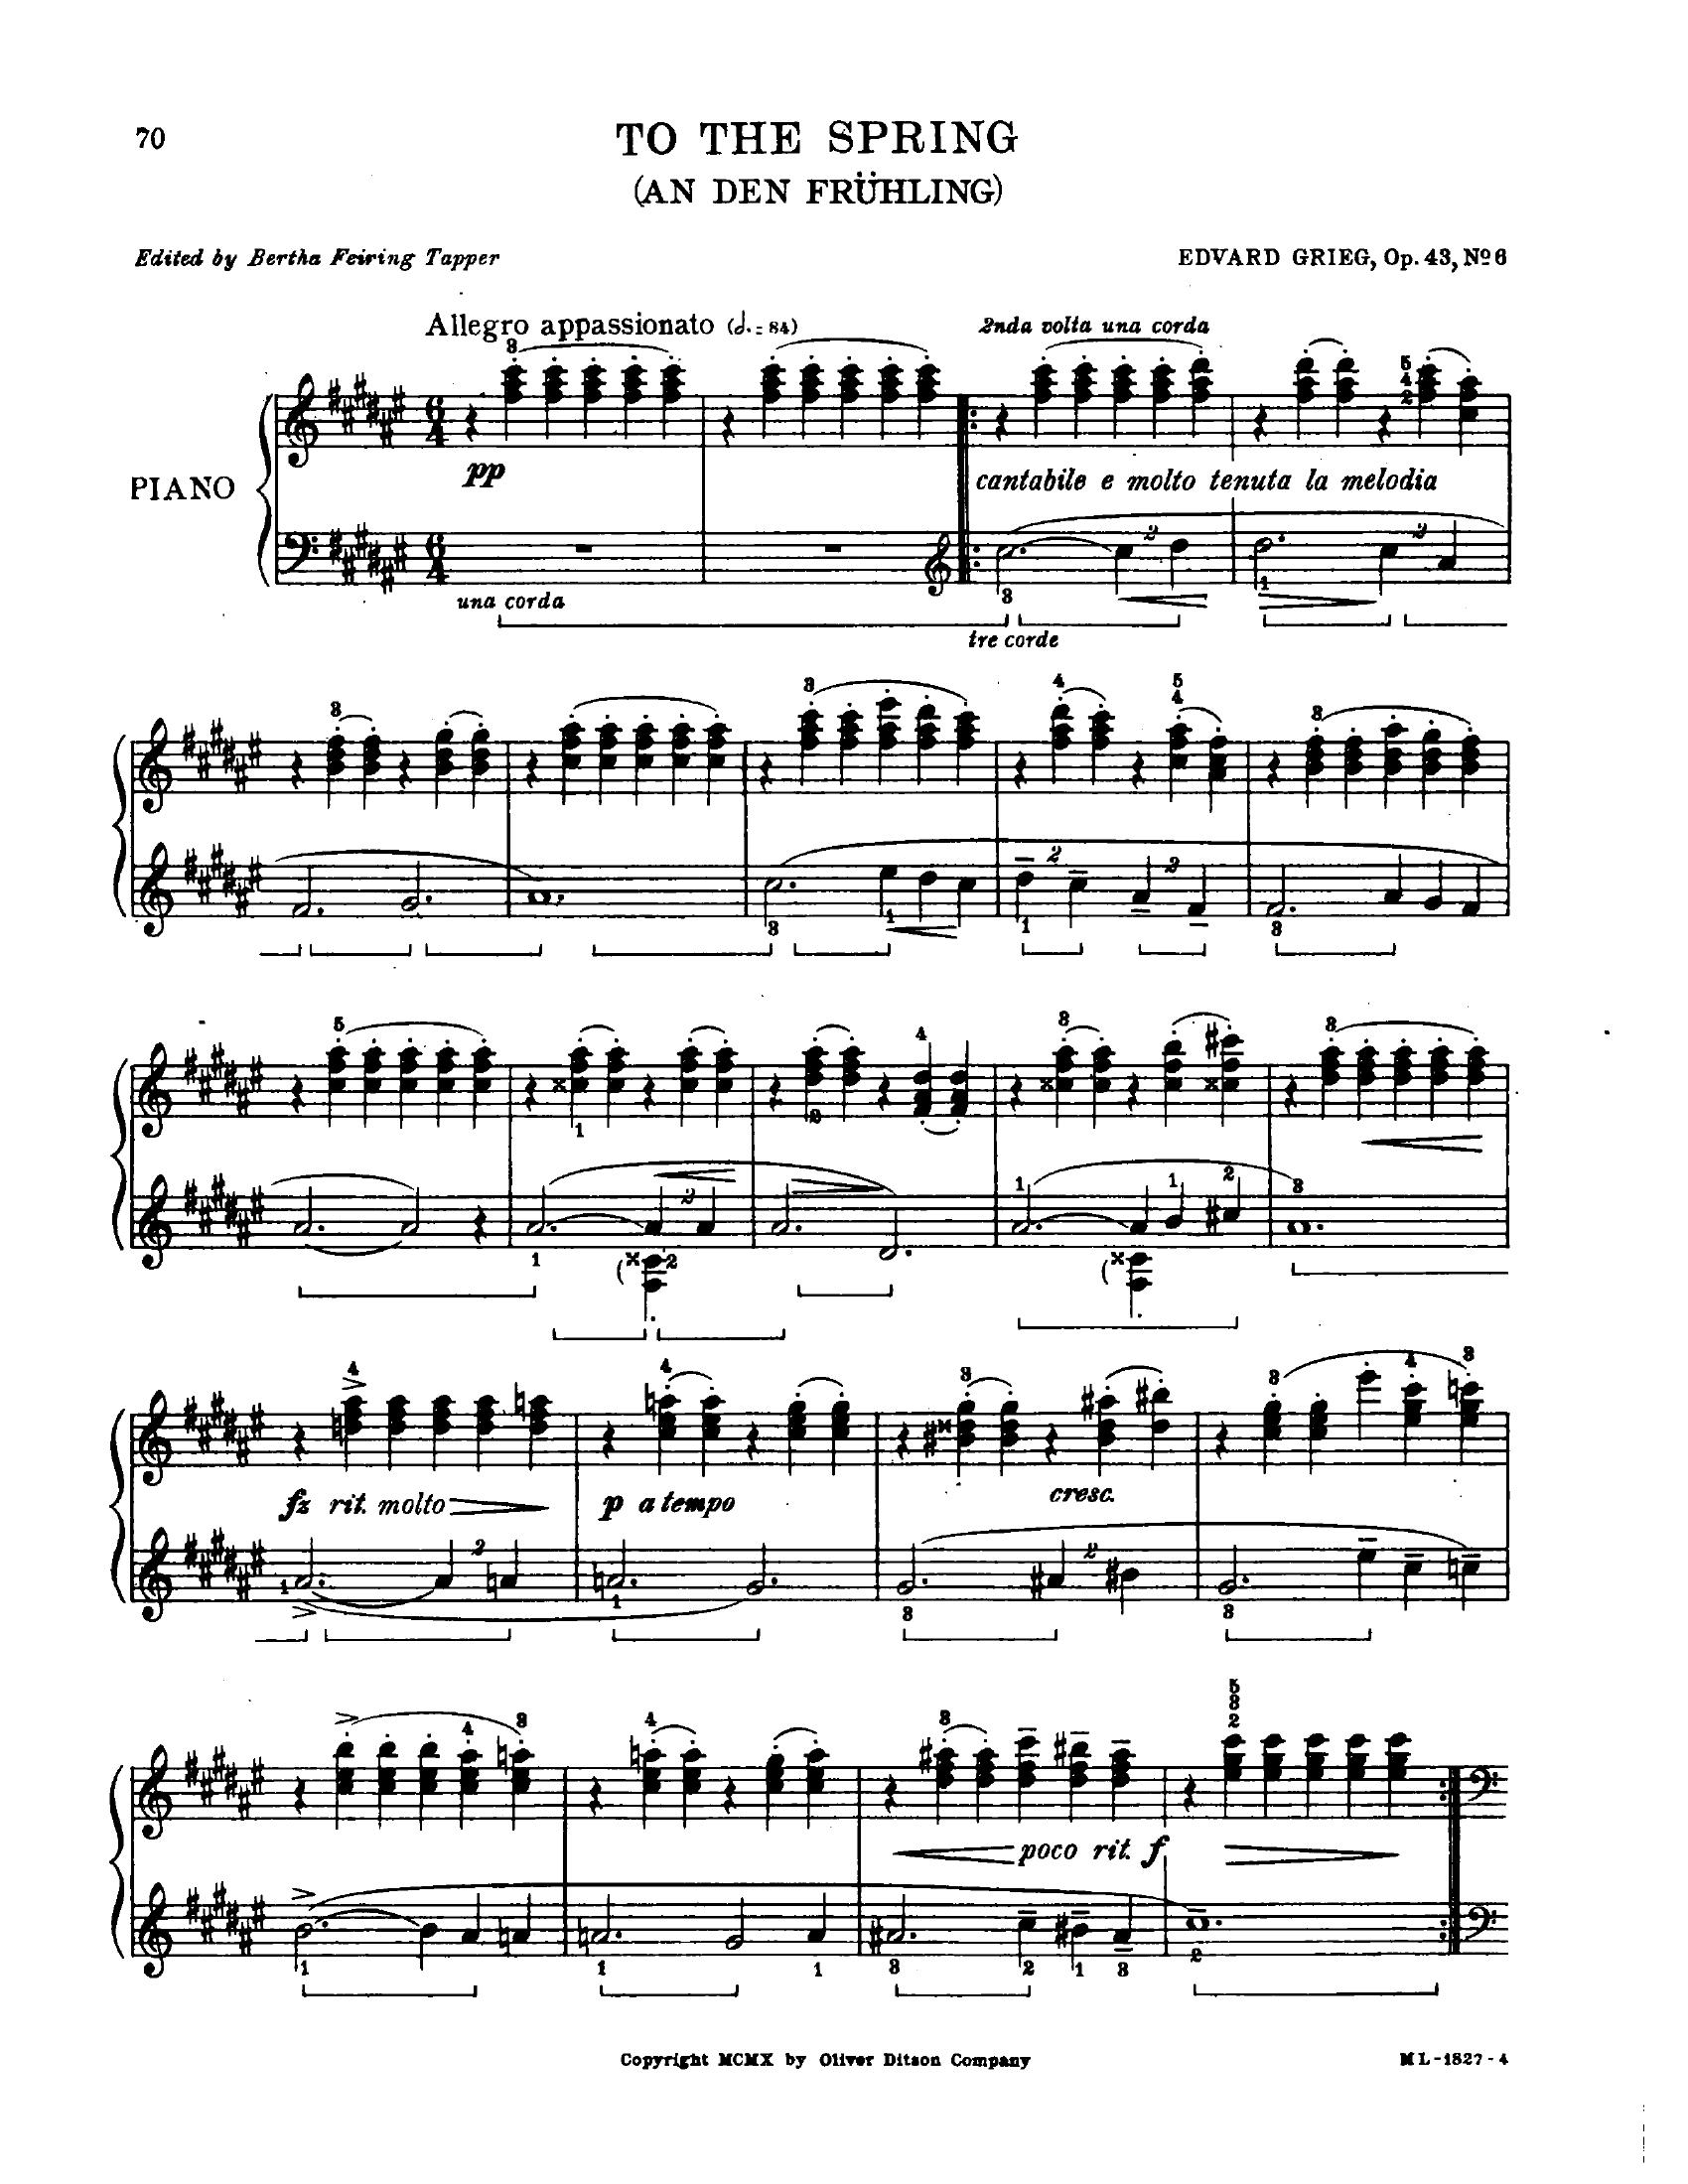 70
TO THE SPRING
(AN DEN FRÜHLING)
Edited by Bertha Feiring Tapper
EDVARD GRIEG, Op. 43, Nº 6
Allegro appassionato (𝅗𝅥. = 84)
2nda volta una corda
PIANO
pp
cantabile e molto tenuta la melodia
una corda
tre corde
fz rit. molto
p a tempo
cresc.
poco rit. f
Copyright MCMX by Oliver Ditson Company
ML-1827-4